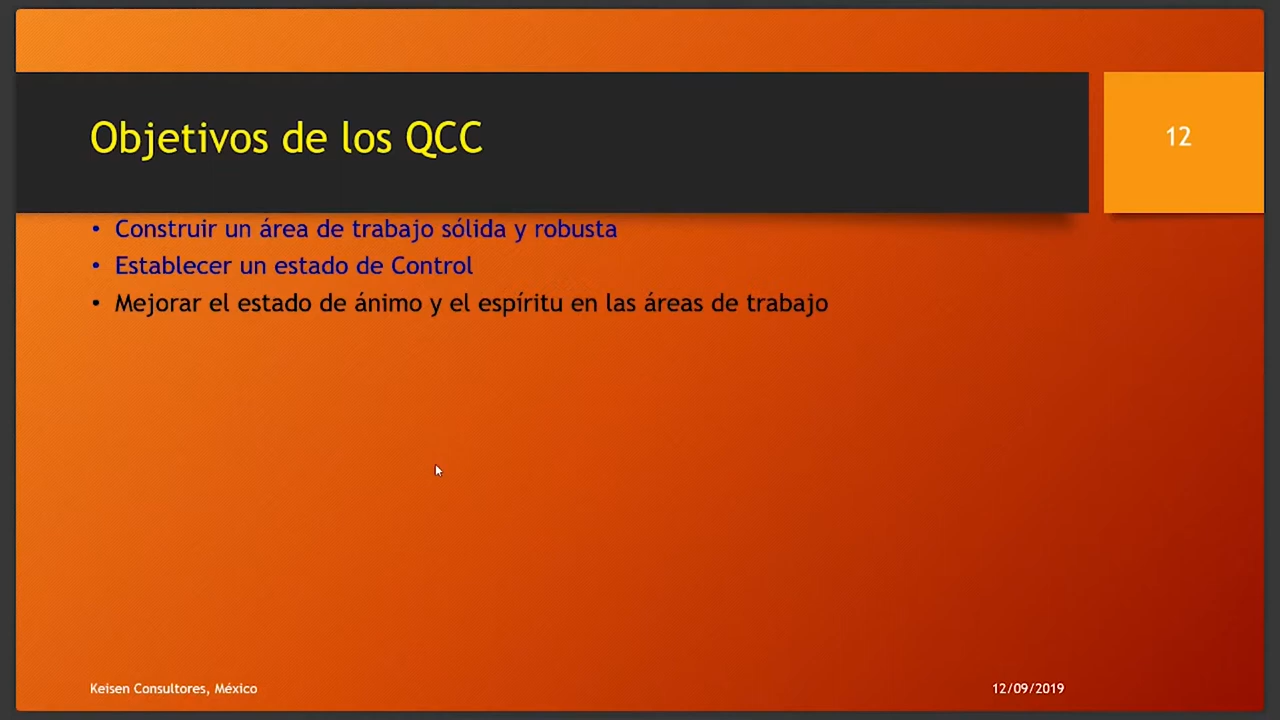 Objetivos de los QCC
12
• Construir un área de trabajo sólida y robusta
• Establecer un estado de Control
• Mejorar el estado de ánimo y el espíritu en las áreas de trabajo
Keisen Consultores, México
12/09/2019